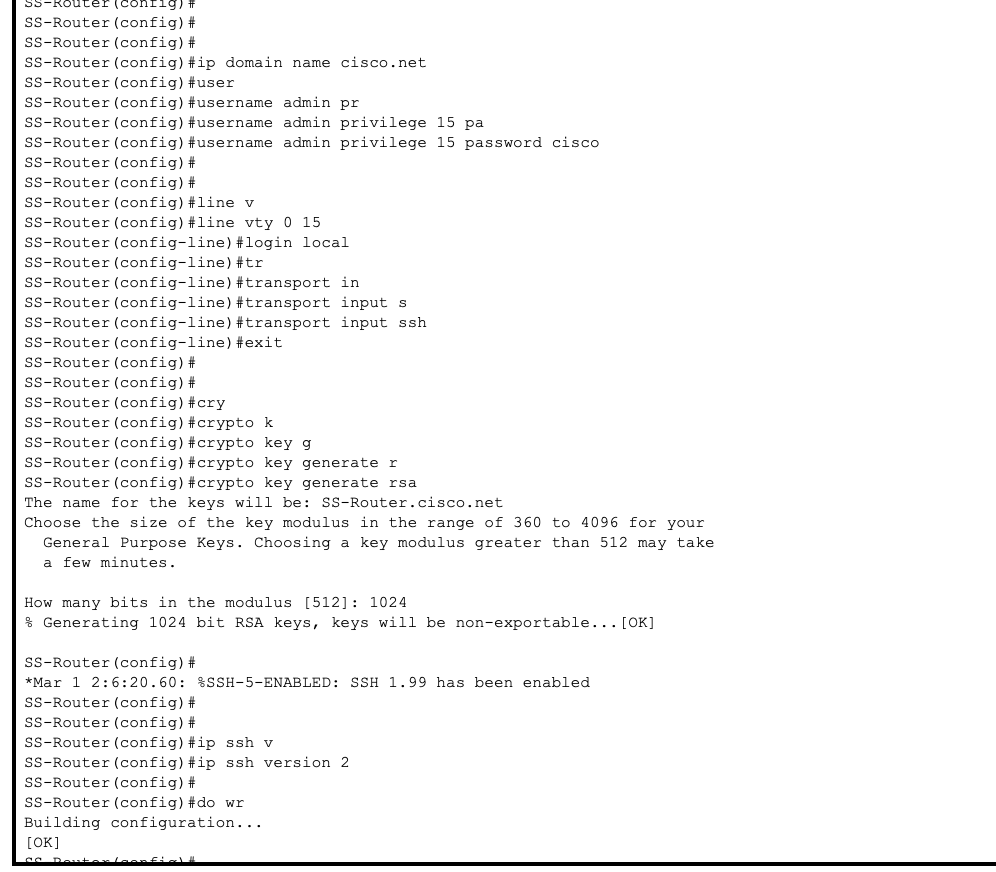 SS-Router(config)#
SS-Router(config)#
SS-Router(config)#
SS-Router(config)#ip domain name cisco.net
SS-Router(config)#user
SS-Router(config)#username admin pr
SS-Router(config)#username admin privilege 15 pa
SS-Router(config)#username admin privilege 15 password cisco
SS-Router(config)#
SS-Router(config)#
SS-Router(config)#line v
SS-Router(config)#line vty 0 15
SS-Router(config-line)#login local
SS-Router(config-line)#tr
SS-Router(config-line)#transport in
SS-Router(config-line)#transport input s
SS-Router(config-line)#transport input ssh
SS-Router(config-line)#exit
SS-Router(config)#
SS-Router(config)#
SS-Router(config)#cry
SS-Router(config)#crypto k
SS-Router(config)#crypto key g
SS-Router(config)#crypto key generate r
SS-Router(config)#crypto key generate rsa
The name for the keys will be: SS-Router.cisco.net
Choose the size of the key modulus in the range of 360 to 4096 for your
  General Purpose Keys. Choosing a key modulus greater than 512 may take
  a few minutes.

How many bits in the modulus [512]: 1024
% Generating 1024 bit RSA keys, keys will be non-exportable...[OK]

SS-Router(config)#
*Mar 1 2:6:20.60: %SSH-5-ENABLED: SSH 1.99 has been enabled
SS-Router(config)#
SS-Router(config)#
SS-Router(config)#ip ssh v
SS-Router(config)#ip ssh version 2
SS-Router(config)#
SS-Router(config)#do wr
Building configuration...
[OK]
SS-Router(config)#